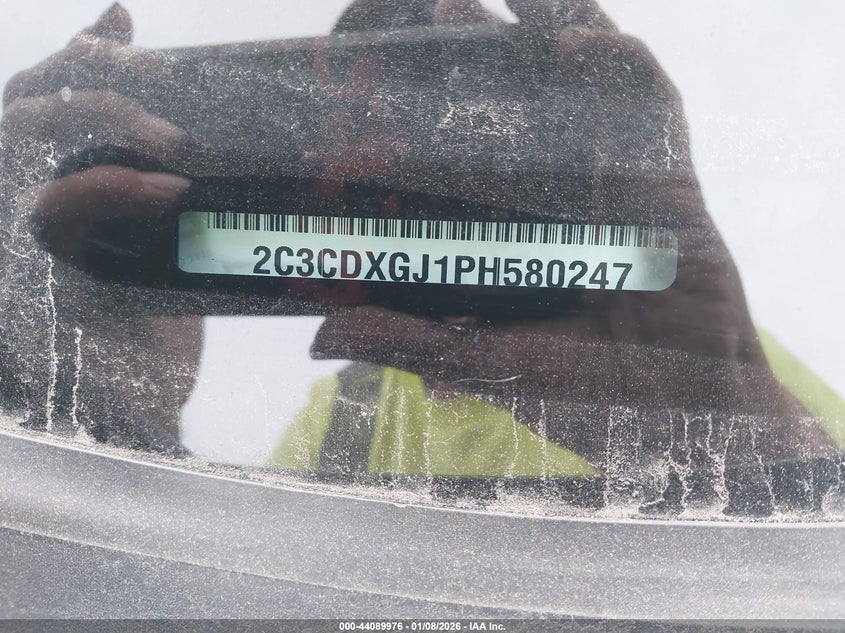 2C3CDXGJ1PH580247
000-44089976 - 01/08/2026 - IAA Inc.